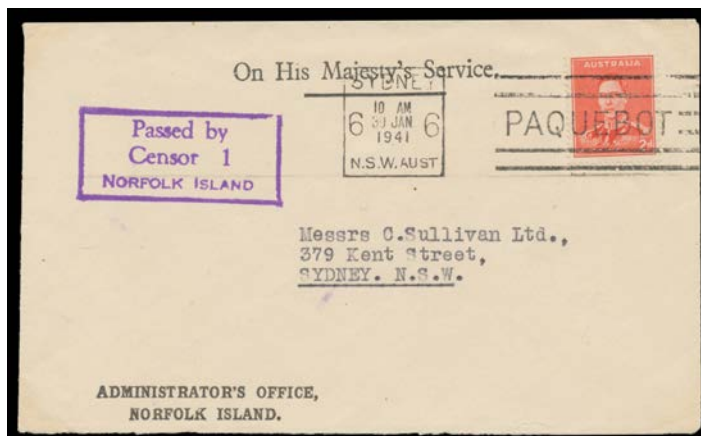 On His Majesty's Service.
SYDNEY
10 AM
6 30 JAN 6
1941
N.S.W. AUST
PAQUEBOT
AUSTRALIA
2D
Passed by
Censor 1
NORFOLK ISLAND
Messrs C.Sullivan Ltd.,
379 Kent Street,
SYDNEY. N.S.W.
ADMINISTRATOR'S OFFICE,
NORFOLK ISLAND.